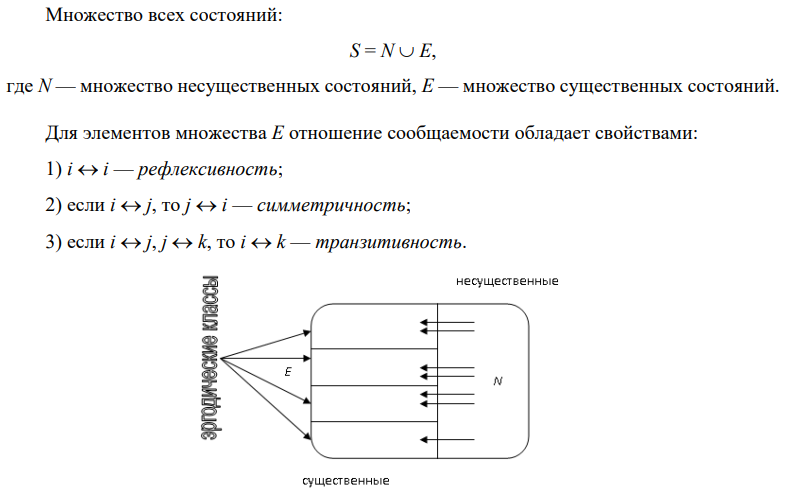 Множество всех состояний:
S = N ∪ E,
где N — множество несущественных состояний, E — множество существенных состояний.
Для элементов множества E отношение сообщаемости обладает свойствами:
1) i ↔ i — рефлексивность;
2) если i ↔ j, то j ↔ i — симметричность;
3) если i ↔ j, j ↔ k, то i ↔ k — транзитивность.
несущественные
эргодические классы
E
N
существенные